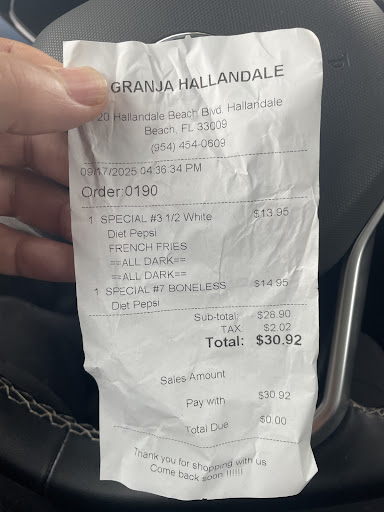 GRANJA HALLANDALE
20 Hallandale Beach Blvd. Hallandale
Beach, FL 33009
(954) 454-0609
09/17/2025 04:36:34 PM
Order:0190
1 SPECIAL #3 1/2 White $13.95
Diet Pepsi
FRENCH FRIES
==ALL DARK==
==ALL DARK==
1 SPECIAL #7 BONELESS $14.95
Diet Pepsi
Sub-total: $28.90
TAX $2.02
Total: $30.92
Sales Amount
Pay with $30.92
Total Due $0.00
Thank you for shopping with us
Come back soon !!!!!!